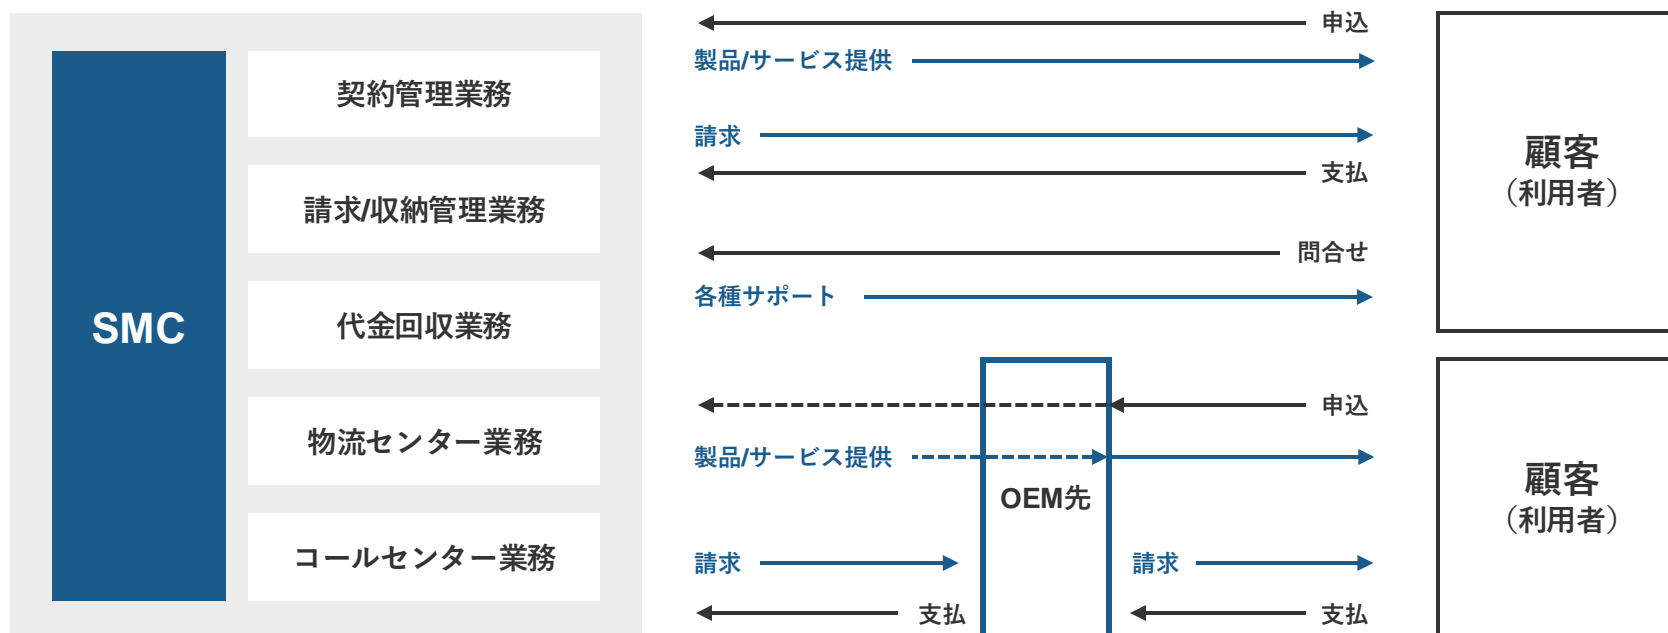 SMC
契約管理業務
請求/収納管理業務
代金回収業務
物流センター業務
コールセンター業務
申込
製品/サービス提供
請求
支払
問合せ
各種サポート
顧客
（利用者）
申込
製品/サービス提供
OEM先
請求
請求
支払
支払
顧客
（利用者）